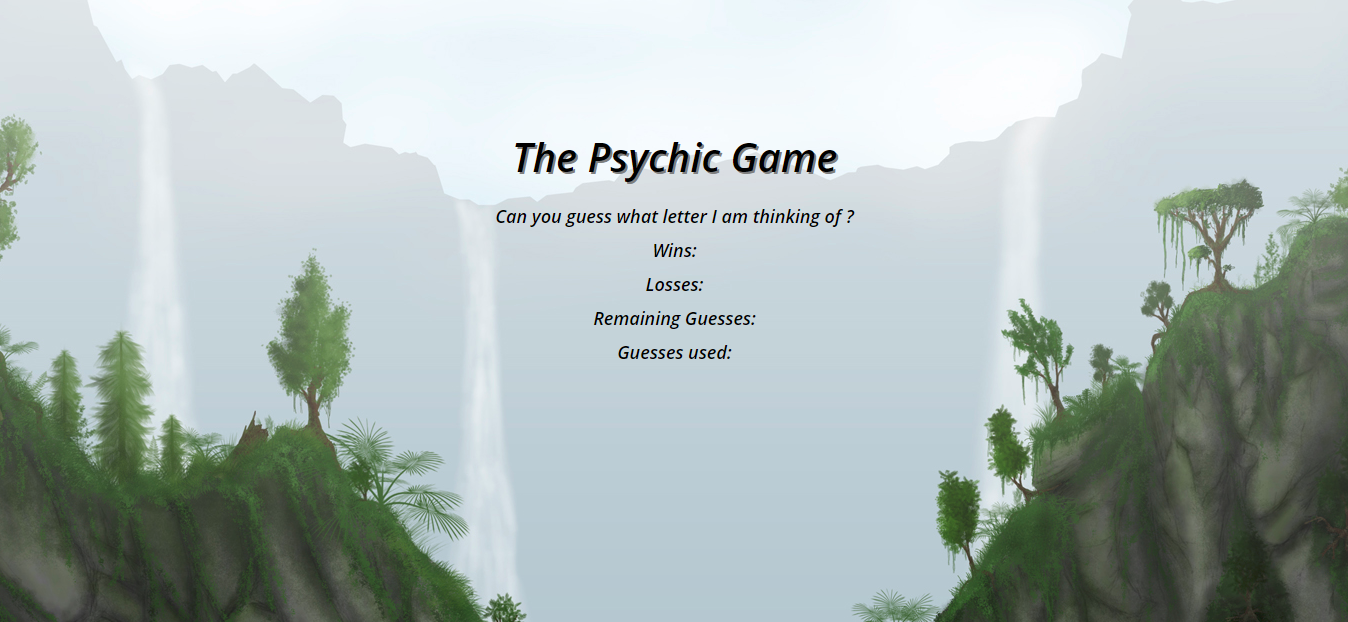 The Psychic Game
Can you guess what letter I am thinking of ?
Wins:
Losses:
Remaining Guesses:
Guesses used: